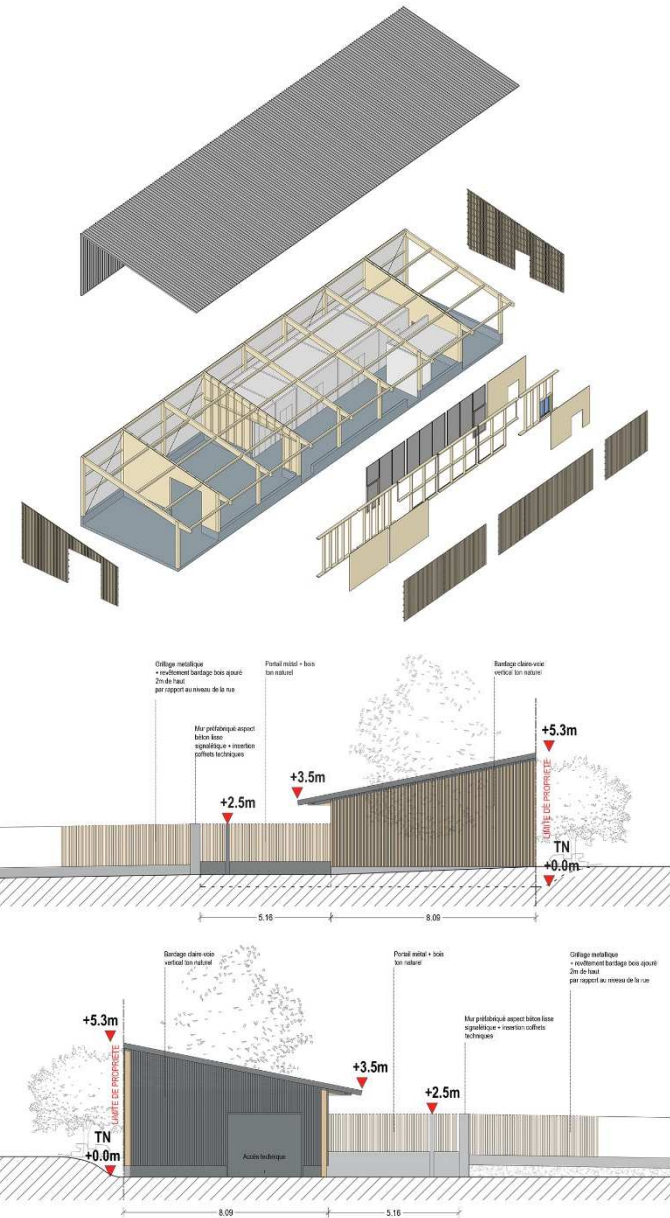 Grillage metallique
+ revêtement bardage bois ajouré
2m de haut
par rapport au niveau de la rue
Portail métal + bois
ton naturel
Bardage claire-voie
vertical ton naturel
Mur préfabriqué aspect
béton lisse
signalétique + insertion
coffrets techniques
+5.3m
+3.5m
+2.5m
LIMITE DE PROPRIETE
TN
+0.0m
5.16
8.09
Bardage claire-voie
vertical ton naturel
Portail métal + bois
ton naturel
Grillage metallique
+ revêtement bardage bois ajouré
2m de haut
par rapport au niveau de la rue
Mur préfabriqué aspect béton lisse
signalétique + insertion coffrets
techniques
+5.3m
+3.5m
+2.5m
LIMITE DE PROPRIETE
TN
+0.0m
Accès technique
8.09
5.16